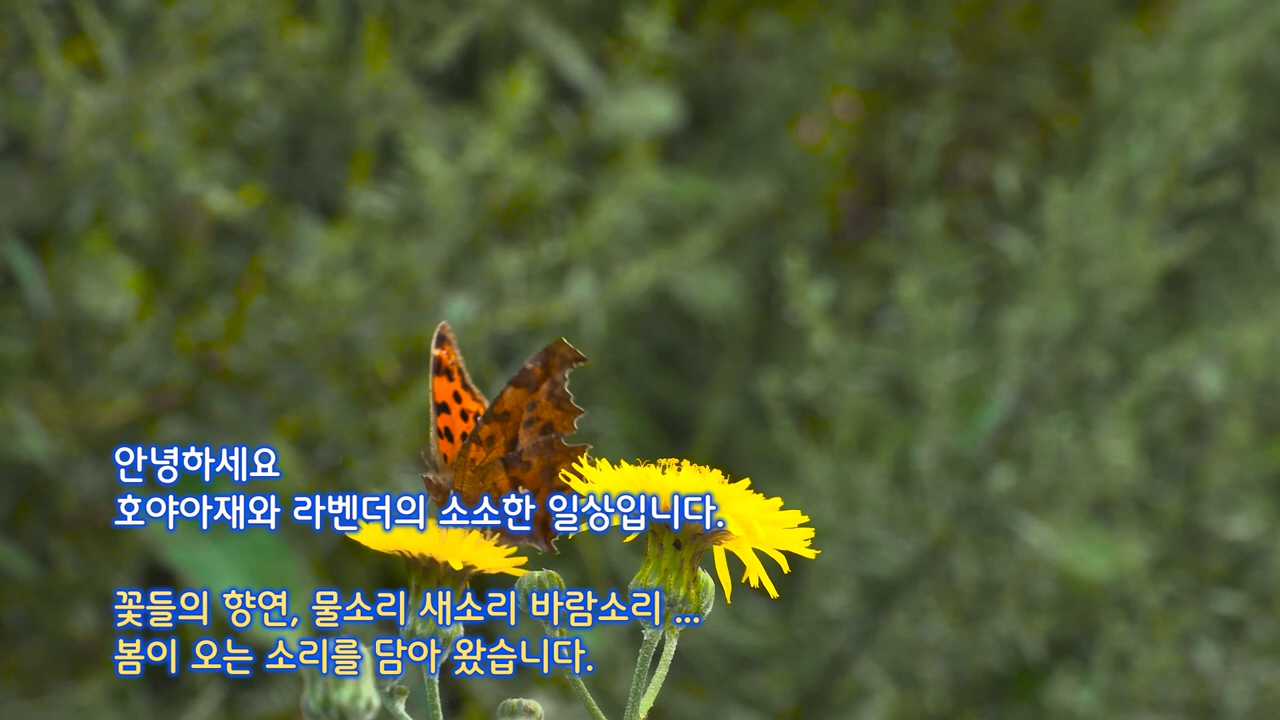 안녕하세요
호야아재와 라벤더의 소소한 일상입니다.
꽃들의 향연, 물소리 새소리 바람소리 ...
봄이 오는 소리를 담아 왔습니다.